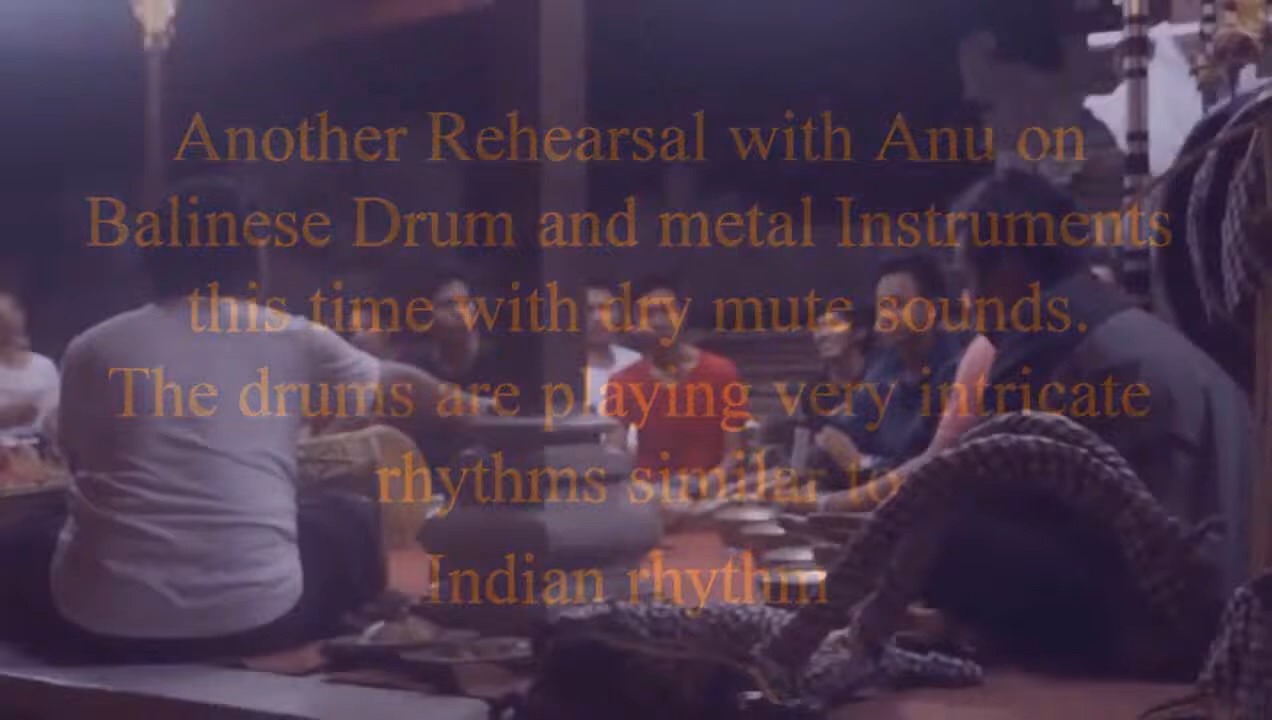 Another Rehearsal with Anu on
Balinese Drum and metal Instruments
this time with dry mute sounds.
The drums are playing very intricate
rhythms similar to
Indian rhythm